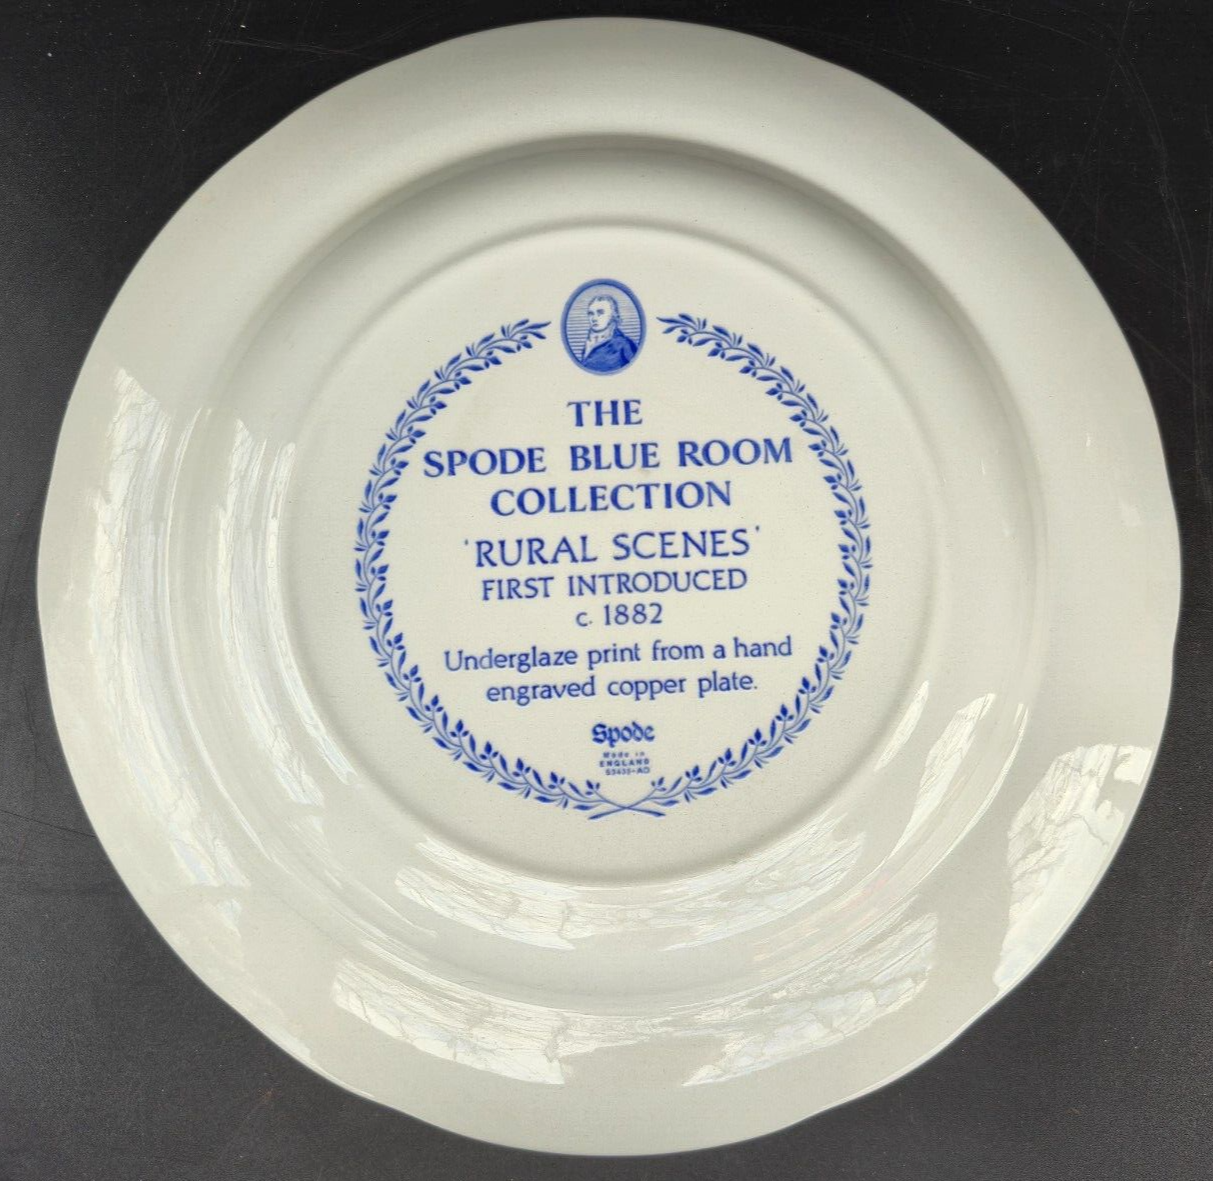 THE
SPODE BLUE ROOM
COLLECTION
'RURAL SCENES'
FIRST INTRODUCED
c. 1882
Underglaze print from a hand
engraved copper plate.
Spode
Made in
ENGLAND